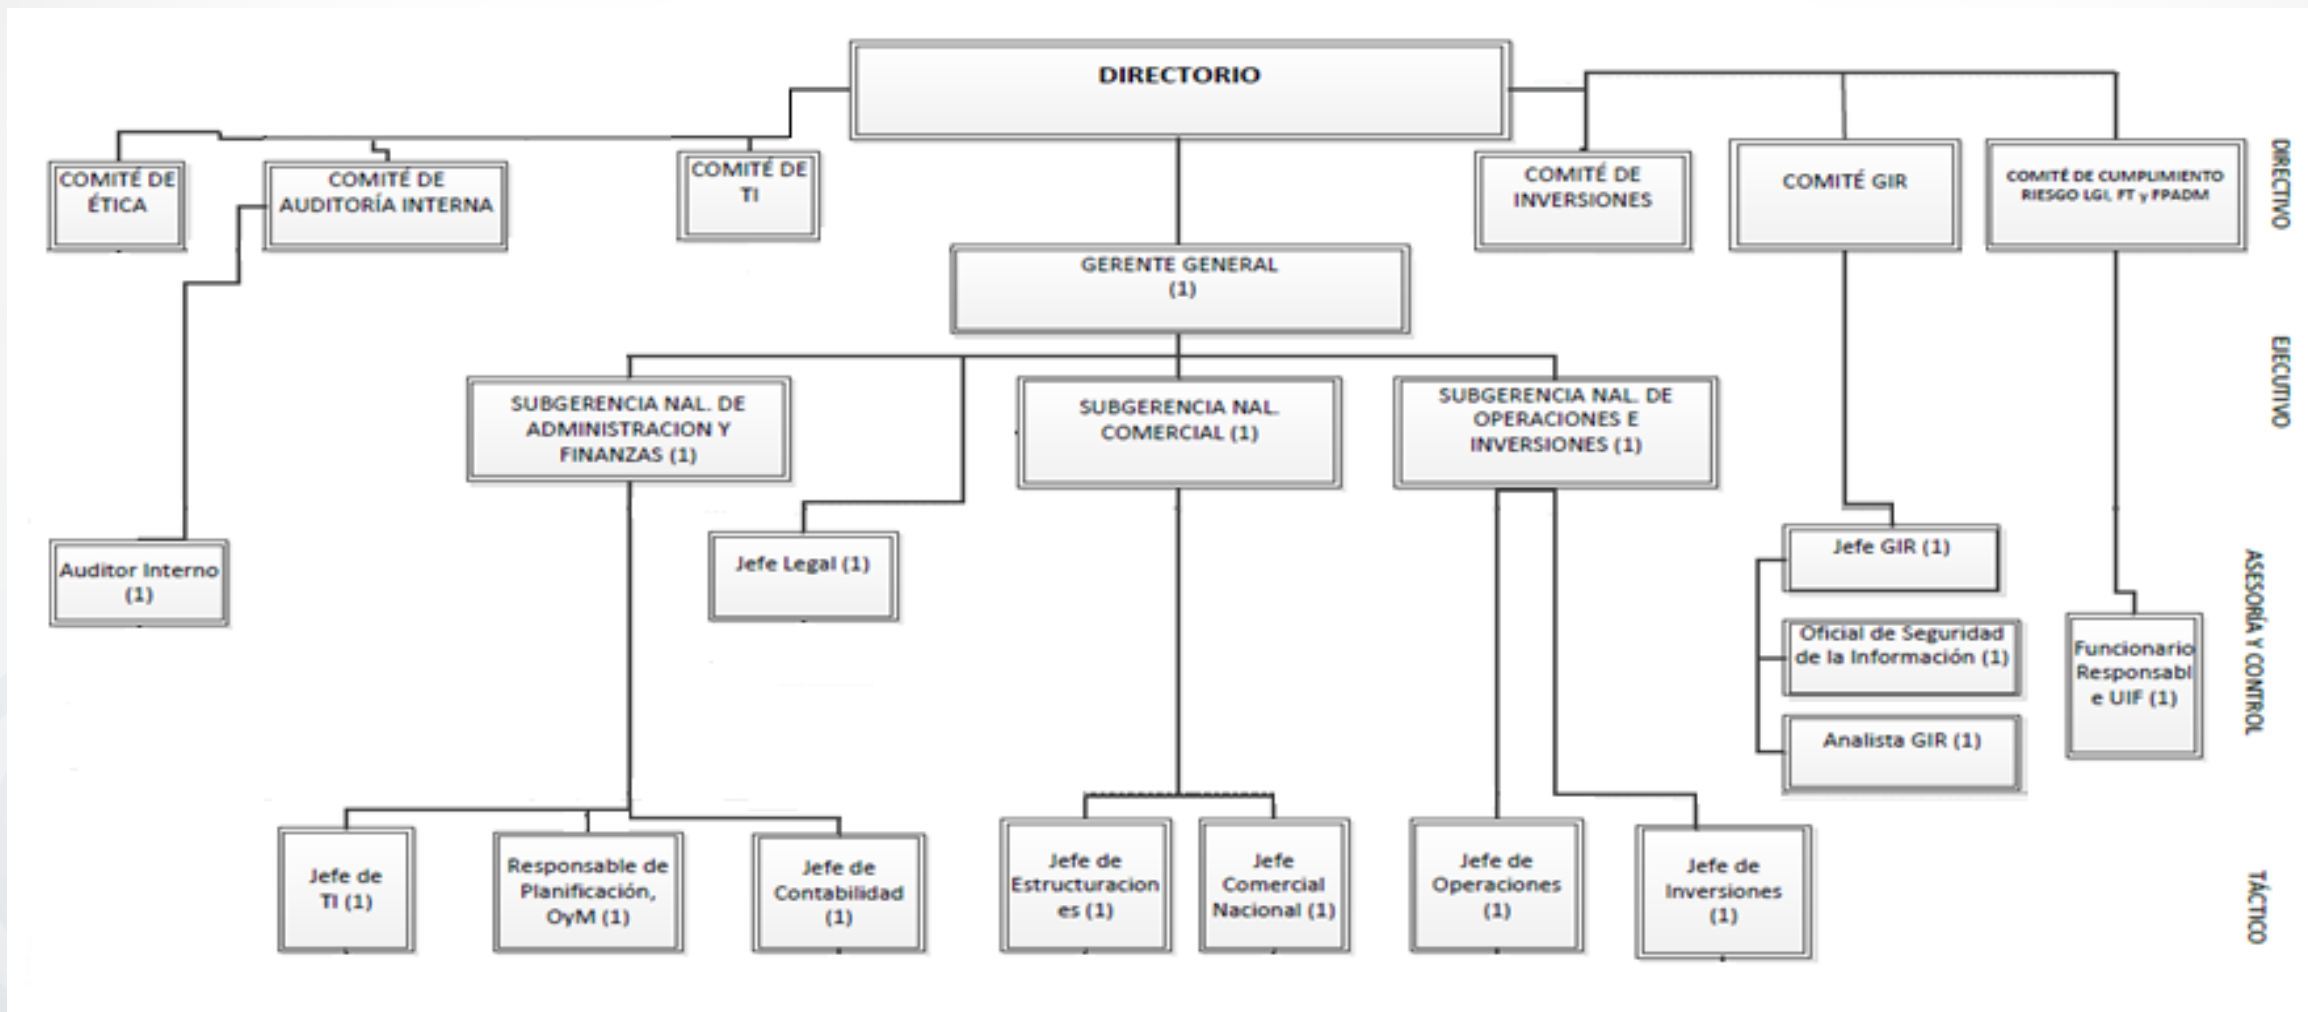 DIRECTORIO
COMITÉ DE
ÉTICA
COMITÉ DE
AUDITORÍA INTERNA
COMITÉ DE
TI
COMITÉ DE
INVERSIONES
COMITÉ GIR
COMITÉ DE CUMPLIMIENTO
RIESGO LGI, FT y FPADM
DIRECTIVO
GERENTE GENERAL
(1)
EJECUTIVO
SUBGERENCIA NAL. DE
ADMINISTRACION Y
FINANZAS (1)
SUBGERENCIA NAL.
COMERCIAL (1)
SUBGERENCIA NAL. DE
OPERACIONES E
INVERSIONES (1)
Auditor Interno
(1)
Jefe Legal (1)
Jefe GIR (1)
Oficial de Seguridad
de la Información (1)
Analista GIR (1)
Funcionario
Responsabl
e UIF (1)
ASESORÍA Y CONTROL
Jefe de
TI (1)
Responsable de
Planificación,
OyM (1)
Jefe de
Contabilidad
(1)
Jefe de
Estructuracion
es (1)
Jefe
Comercial
Nacional (1)
Jefe de
Operaciones
(1)
Jefe de
Inversiones
(1)
TÁCTICO